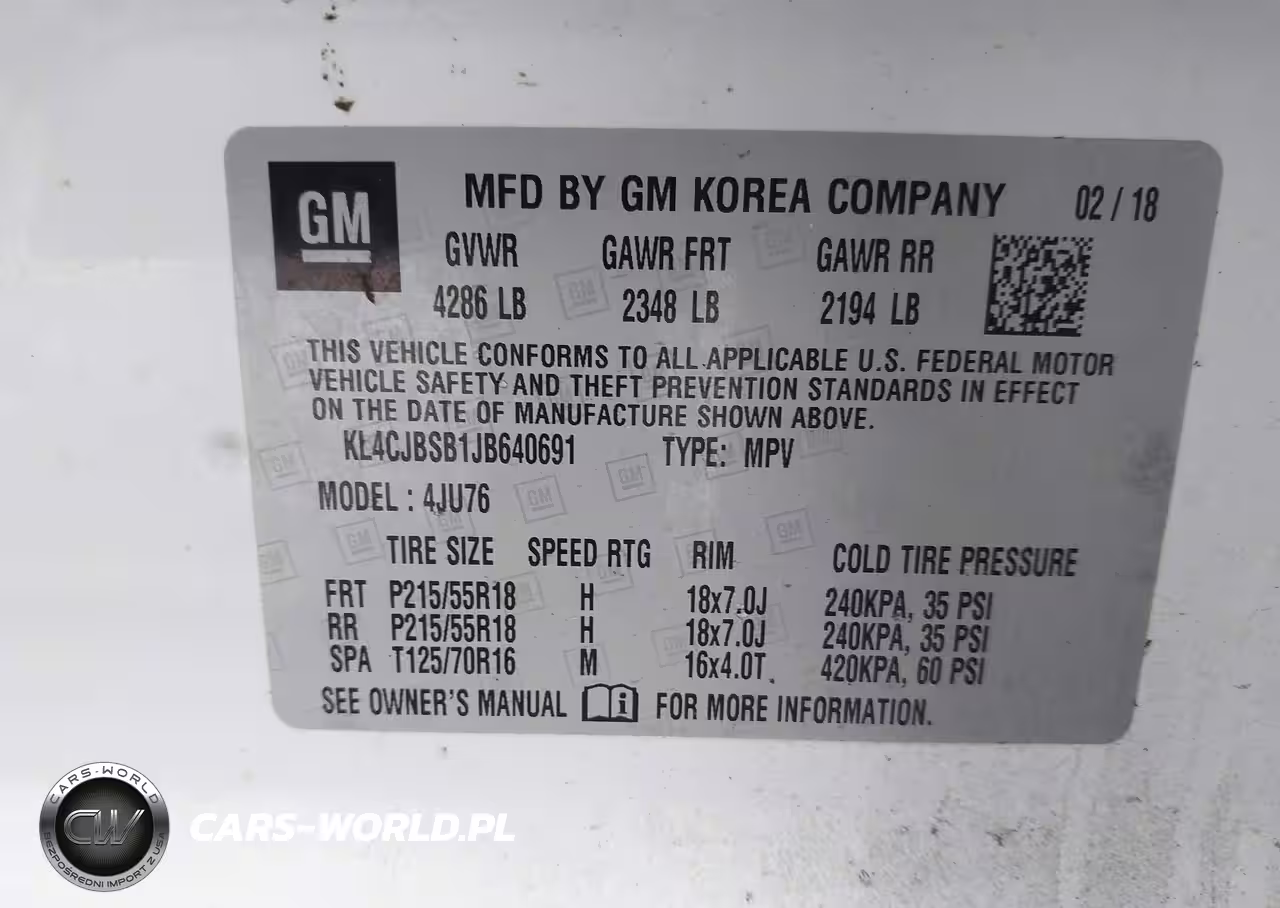 GM
MFD BY GM KOREA COMPANY 02 / 18
GVWR GAWR FRT GAWR RR
4286 LB 2348 LB 2194 LB
THIS VEHICLE CONFORMS TO ALL APPLICABLE U.S. FEDERAL MOTOR
VEHICLE SAFETY AND THEFT PREVENTION STANDARDS IN EFFECT
ON THE DATE OF MANUFACTURE SHOWN ABOVE.
KL4CJBSB1JB640691 TYPE: MPV
MODEL : 4JU76
TIRE SIZE SPEED RTG RIM COLD TIRE PRESSURE
FRT P215/55R18 H 18x7.0J 240KPA, 35 PSI
RR P215/55R18 H 18x7.0J 240KPA, 35 PSI
SPA T125/70R16 M 16x4.0T 420KPA, 60 PSI
SEE OWNER'S MANUAL i FOR MORE INFORMATION.
CARS-WORLD
CW
BEZPOŚREDNI IMPORT Z USA
CARS-WORLD.PL